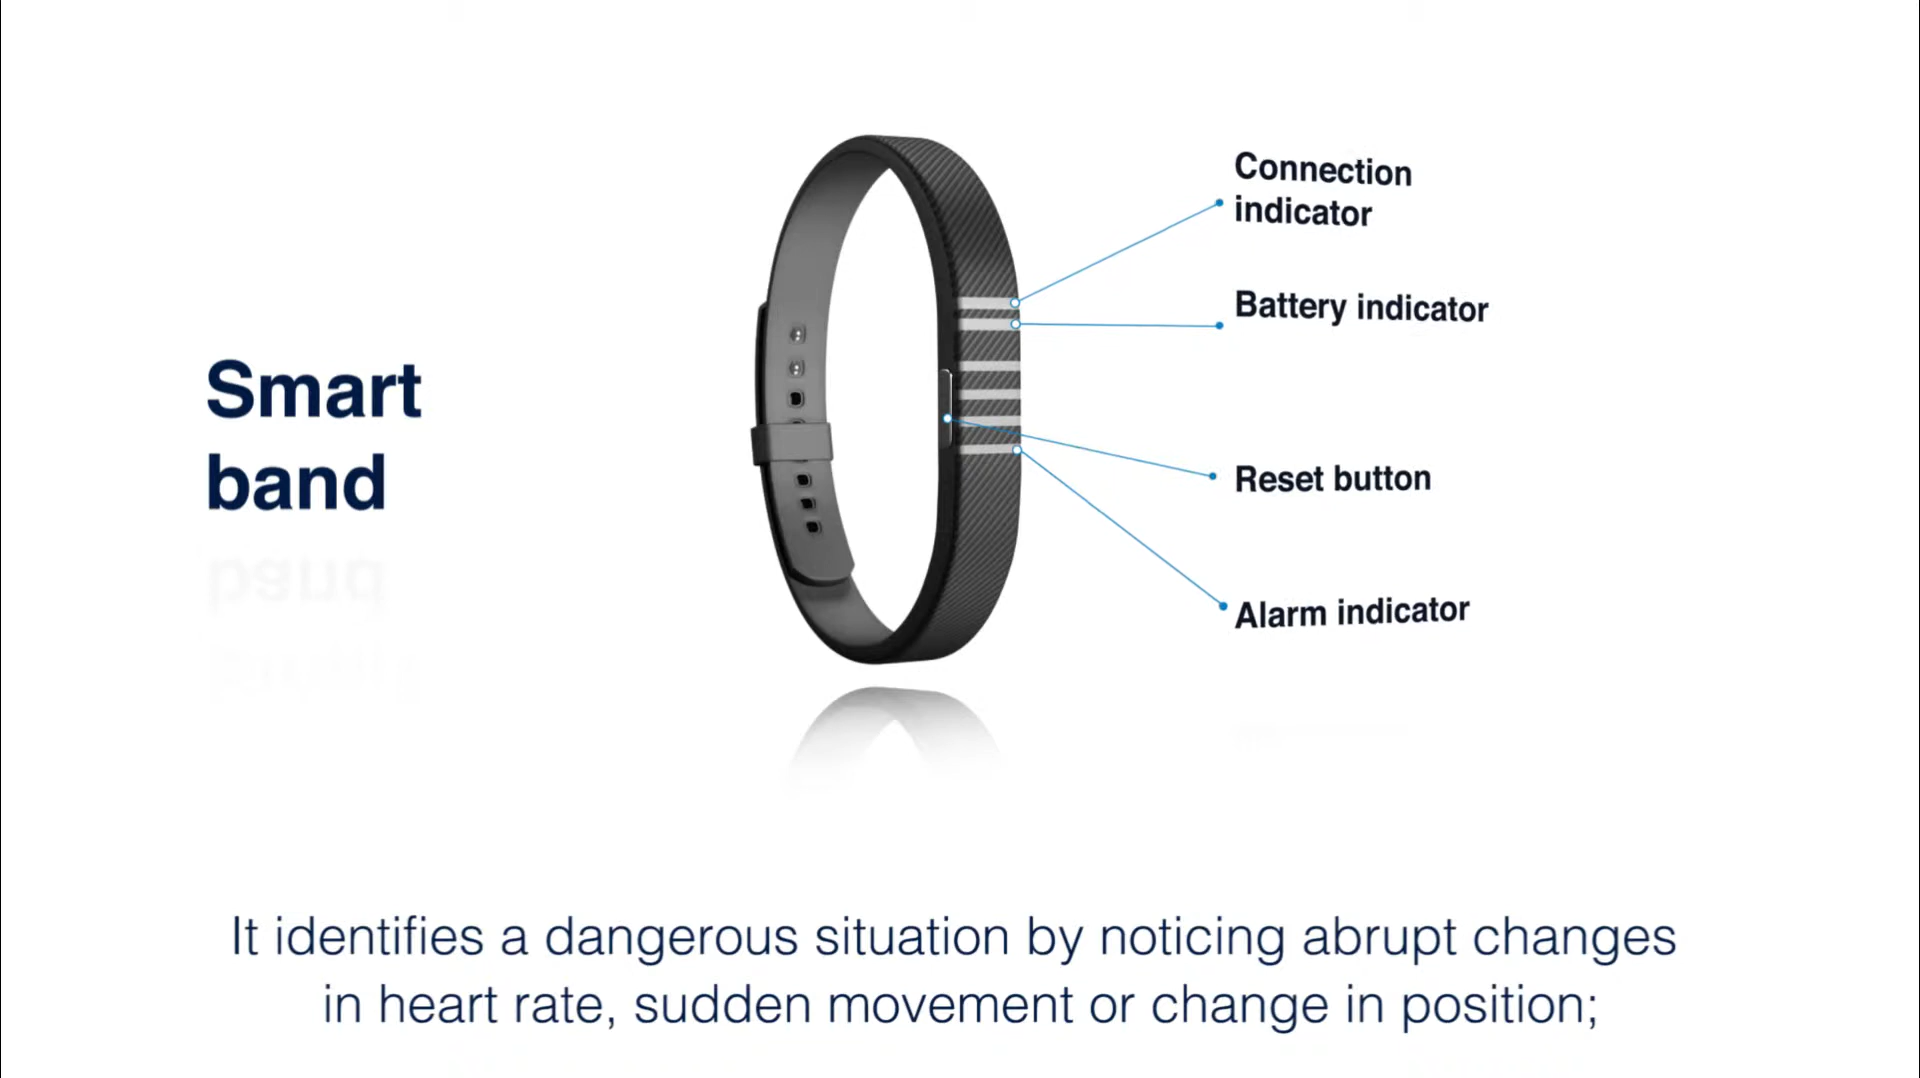 Smart
band
Connection
indicator
Battery indicator
Reset button
Alarm indicator
It identifies a dangerous situation by noticing abrupt changes
in heart rate, sudden movement or change in position;